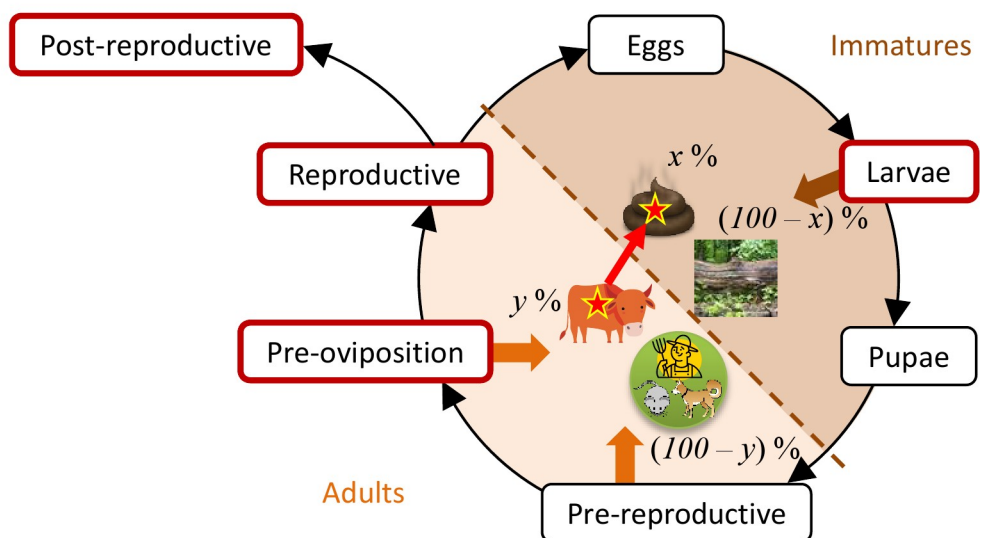 Post-reproductive
Eggs
Immatures
Reproductive
x %
Larvae
(100 – x) %
y %
Pre-oviposition
Pupae
(100 – y) %
Adults
Pre-reproductive